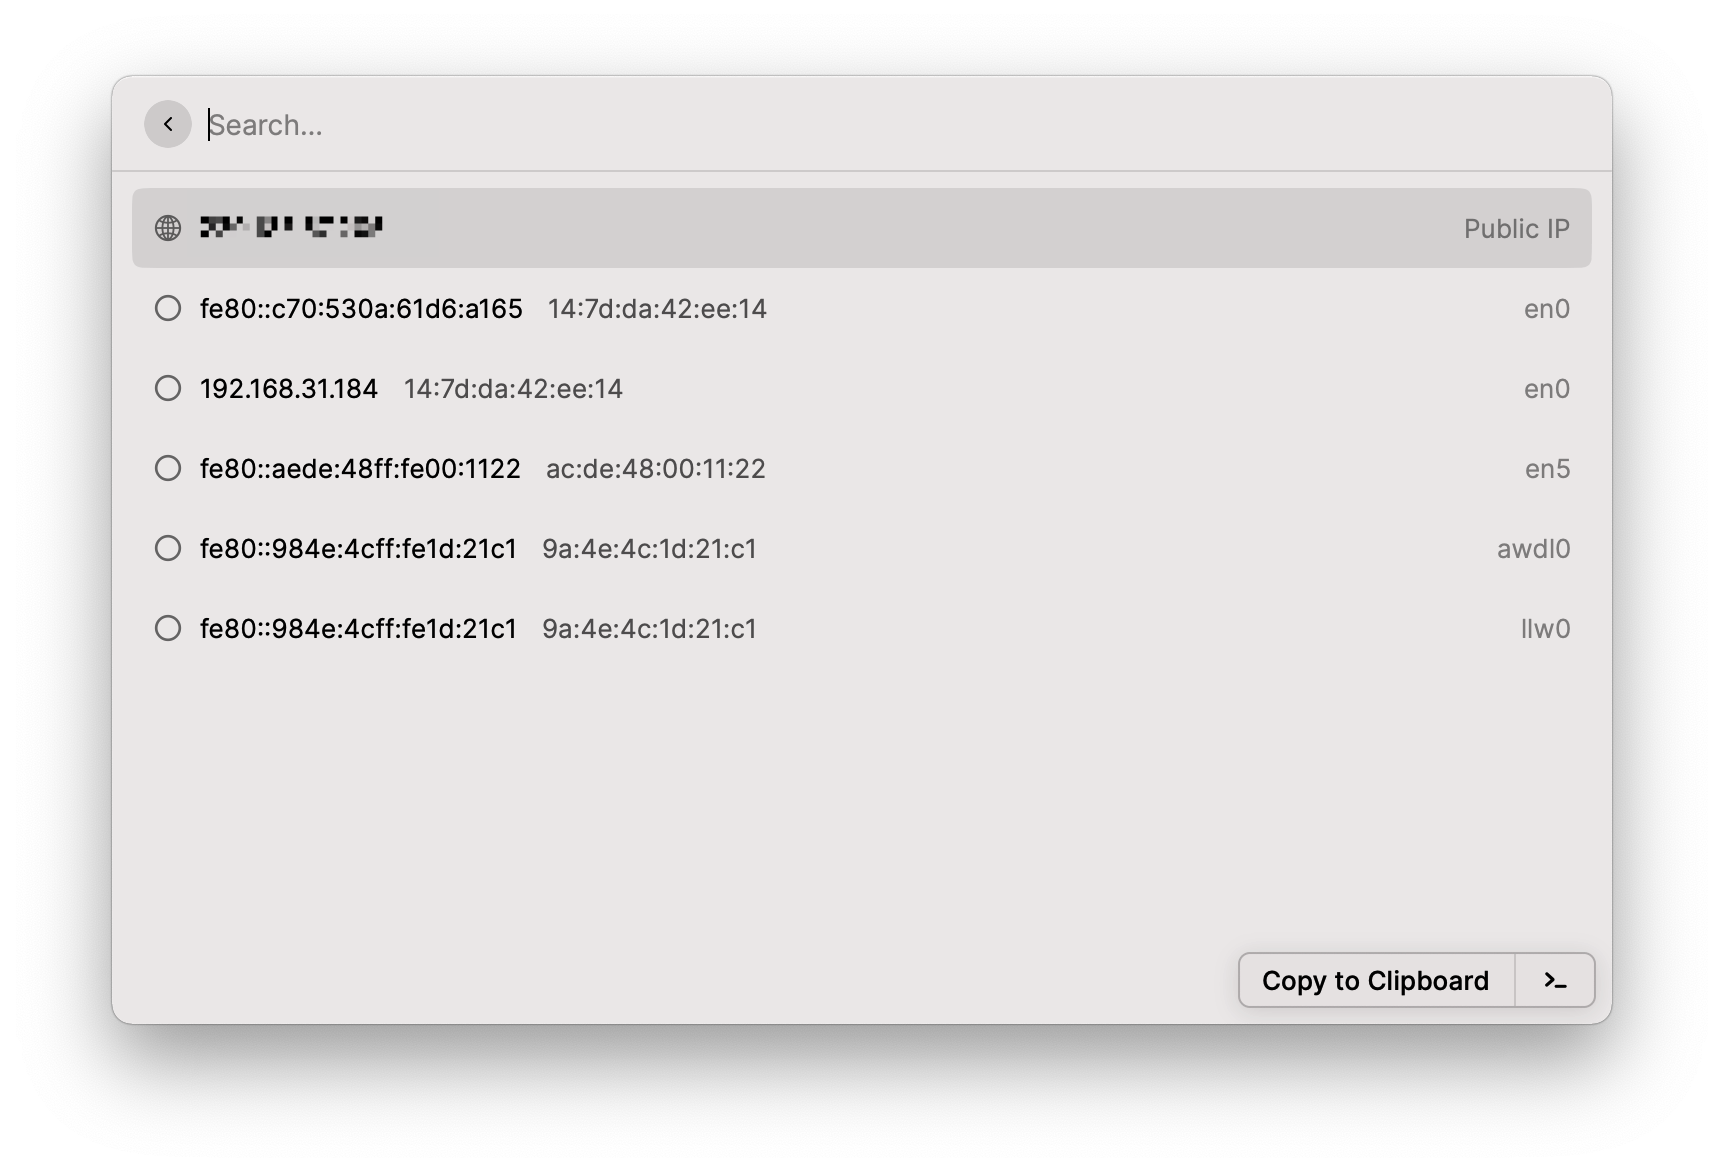 Search...
Public IP
fe80::c70:530a:61d6:a165 14:7d:da:42:ee:14 en0
192.168.31.184 14:7d:da:42:ee:14 en0
fe80::aede:48ff:fe00:1122 ac:de:48:00:11:22 en5
fe80::984e:4cff:fe1d:21c1 9a:4e:4c:1d:21:c1 awdl0
fe80::984e:4cff:fe1d:21c1 9a:4e:4c:1d:21:c1 llw0
Copy to Clipboard